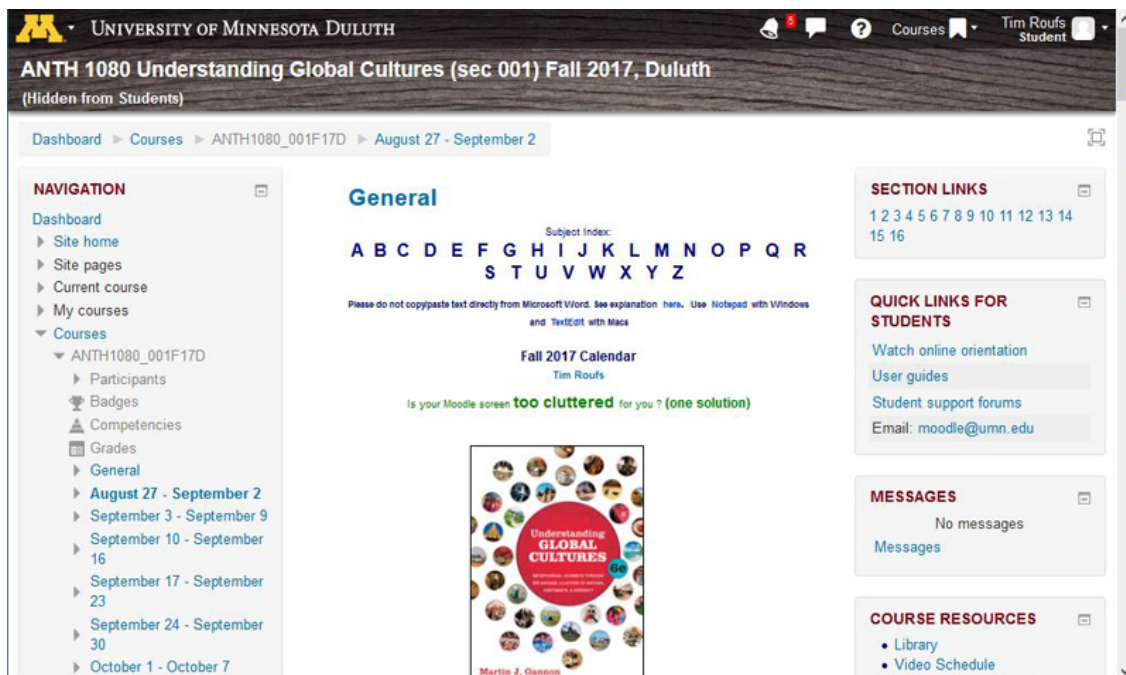 UNIVERSITY OF MINNESOTA DULUTH
5
?
Courses
Tim Roufs
Student
ANTH 1080 Understanding Global Cultures (sec 001) Fall 2017, Duluth
(Hidden from Students)
Dashboard ► Courses ► ANTH1080_001F17D ► August 27 - September 2
NAVIGATION
Dashboard
Site home
Site pages
Current course
My courses
Courses
ANTH1080_001F17D
Participants
Badges
Competencies
Grades
General
August 27 - September 2
September 3 - September 9
September 10 - September
16
September 17 - September
23
September 24 - September
30
October 1 - October 7
General
Subject Index:
A B C D E F G H I J K L M N O P Q R
S T U V W X Y Z
Please do not copy/paste text directly from Microsoft Word. See explanation here. Use Notepad with Windows
and TextEdit with Macs
Fall 2017 Calendar
Tim Roufs
Is your Moodle screen too cluttered for you ? (one solution)
Understanding
GLOBAL
CULTURES
6e
METAPHORICAL JOURNEYS THROUGH
Martin J. Gannon
SECTION LINKS
1 2 3 4 5 6 7 8 9 10 11 12 13 14
15 16
QUICK LINKS FOR
STUDENTS
Watch online orientation
User guides
Student support forums
Email: moodle@umn.edu
MESSAGES
No messages
Messages
COURSE RESOURCES
• Library
• Video Schedule